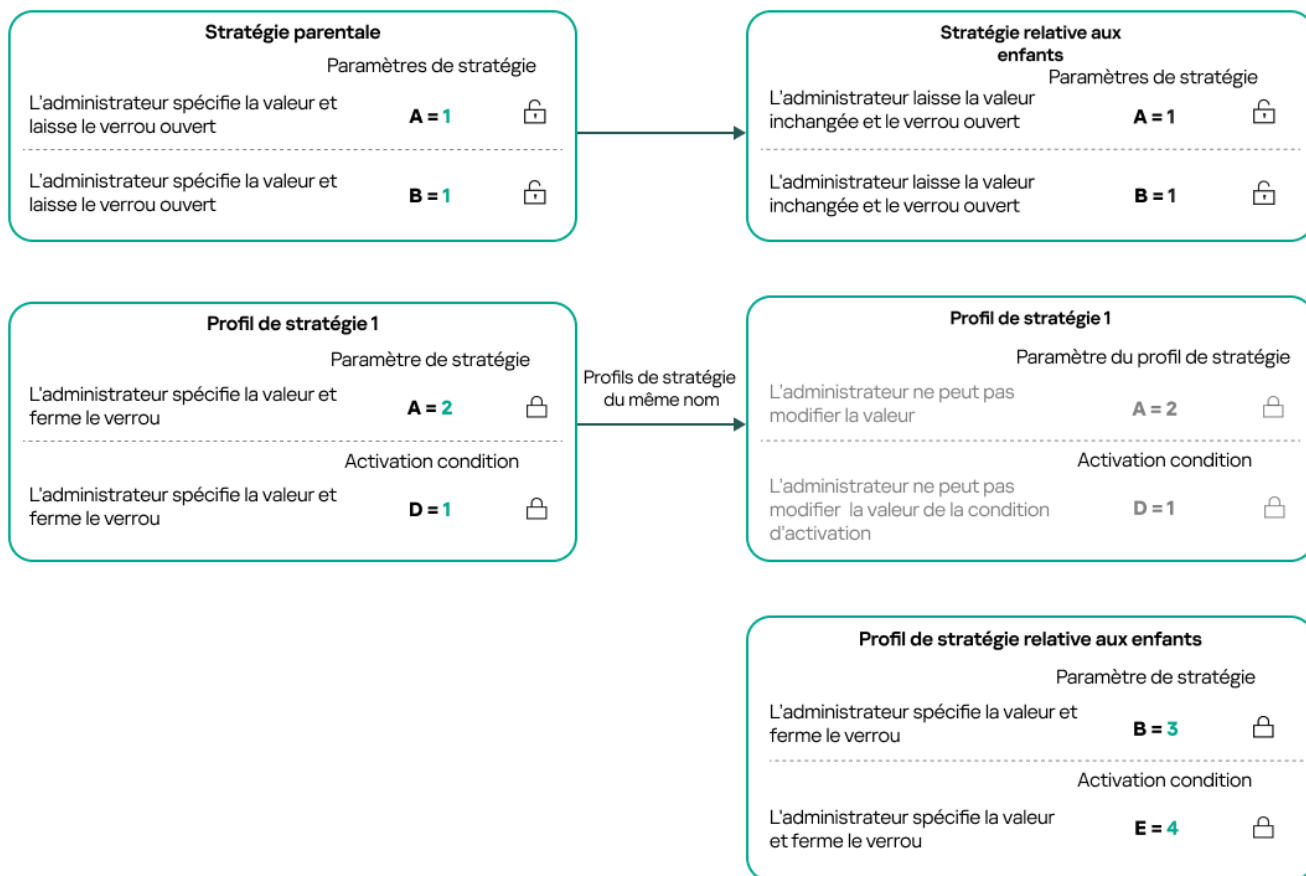 Stratégie parentale
Paramètres de stratégie
L'administrateur spécifie la valeur et
laisse le verrou ouvert
A = 1
L'administrateur spécifie la valeur et
laisse le verrou ouvert
B = 1
Stratégie relative aux
enfants
Paramètres de stratégie
L'administrateur laisse la valeur
inchangée et le verrou ouvert
A = 1
L'administrateur laisse la valeur
inchangée et le verrou ouvert
B = 1
Profil de stratégie 1
Paramètre de stratégie
L'administrateur spécifie la valeur et
ferme le verrou
A = 2
Activation condition
L'administrateur spécifie la valeur et
ferme le verrou
D = 1
Profils de stratégie
du même nom
Profil de stratégie 1
Paramètre du profil de stratégie
L'administrateur ne peut pas
modifier la valeur
A = 2
Activation condition
L'administrateur ne peut pas
modifier la valeur de la condition
d'activation
D = 1
Profil de stratégie relative aux enfants
Paramètre de stratégie
L'administrateur spécifie la valeur et
ferme le verrou
B = 3
Activation condition
L'administrateur spécifie la valeur
et ferme le verrou
E = 4